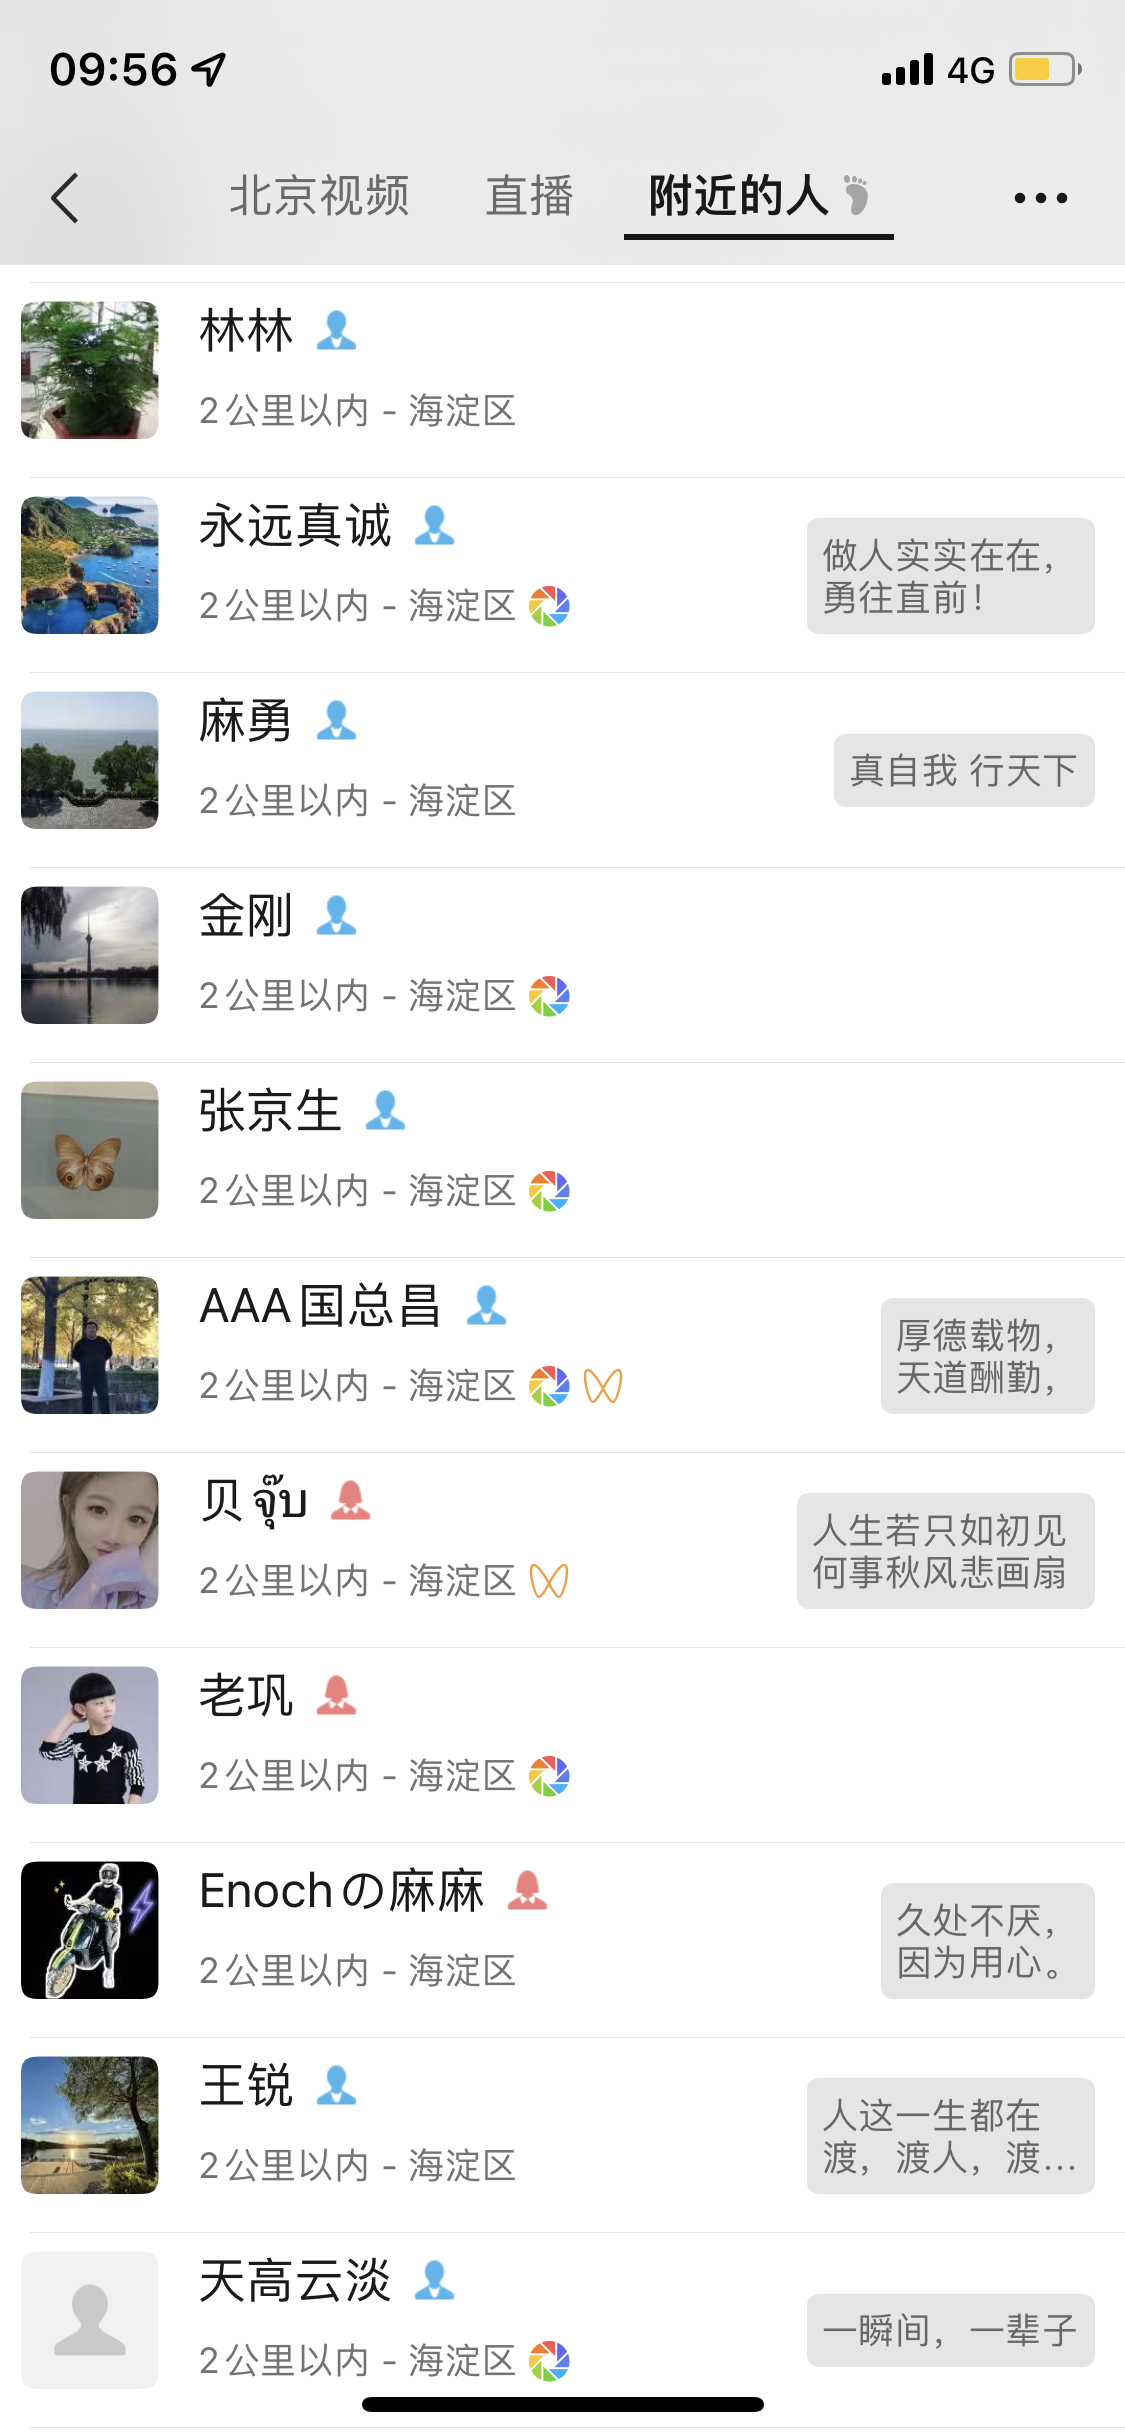 09:56
4G
北京视频 直播 附近的人
林林
2公里以内 - 海淀区
永远真诚
2公里以内 - 海淀区
做人实实在在，
勇往直前！
麻勇
2公里以内 - 海淀区
真自我 行天下
金刚
2公里以内 - 海淀区
张京生
2公里以内 - 海淀区
AAA国总昌
2公里以内 - 海淀区
厚德载物，
天道酬勤，
贝 จุ๊บ
2公里以内 - 海淀区
人生若只如初见
何事秋风悲画扇
老巩
2公里以内 - 海淀区
Enochの麻麻
2公里以内 - 海淀区
久处不厌，
因为用心。
王锐
2公里以内 - 海淀区
人这一生都在
渡，渡人，渡...
天高云淡
2公里以内 - 海淀区
一瞬间，一辈子